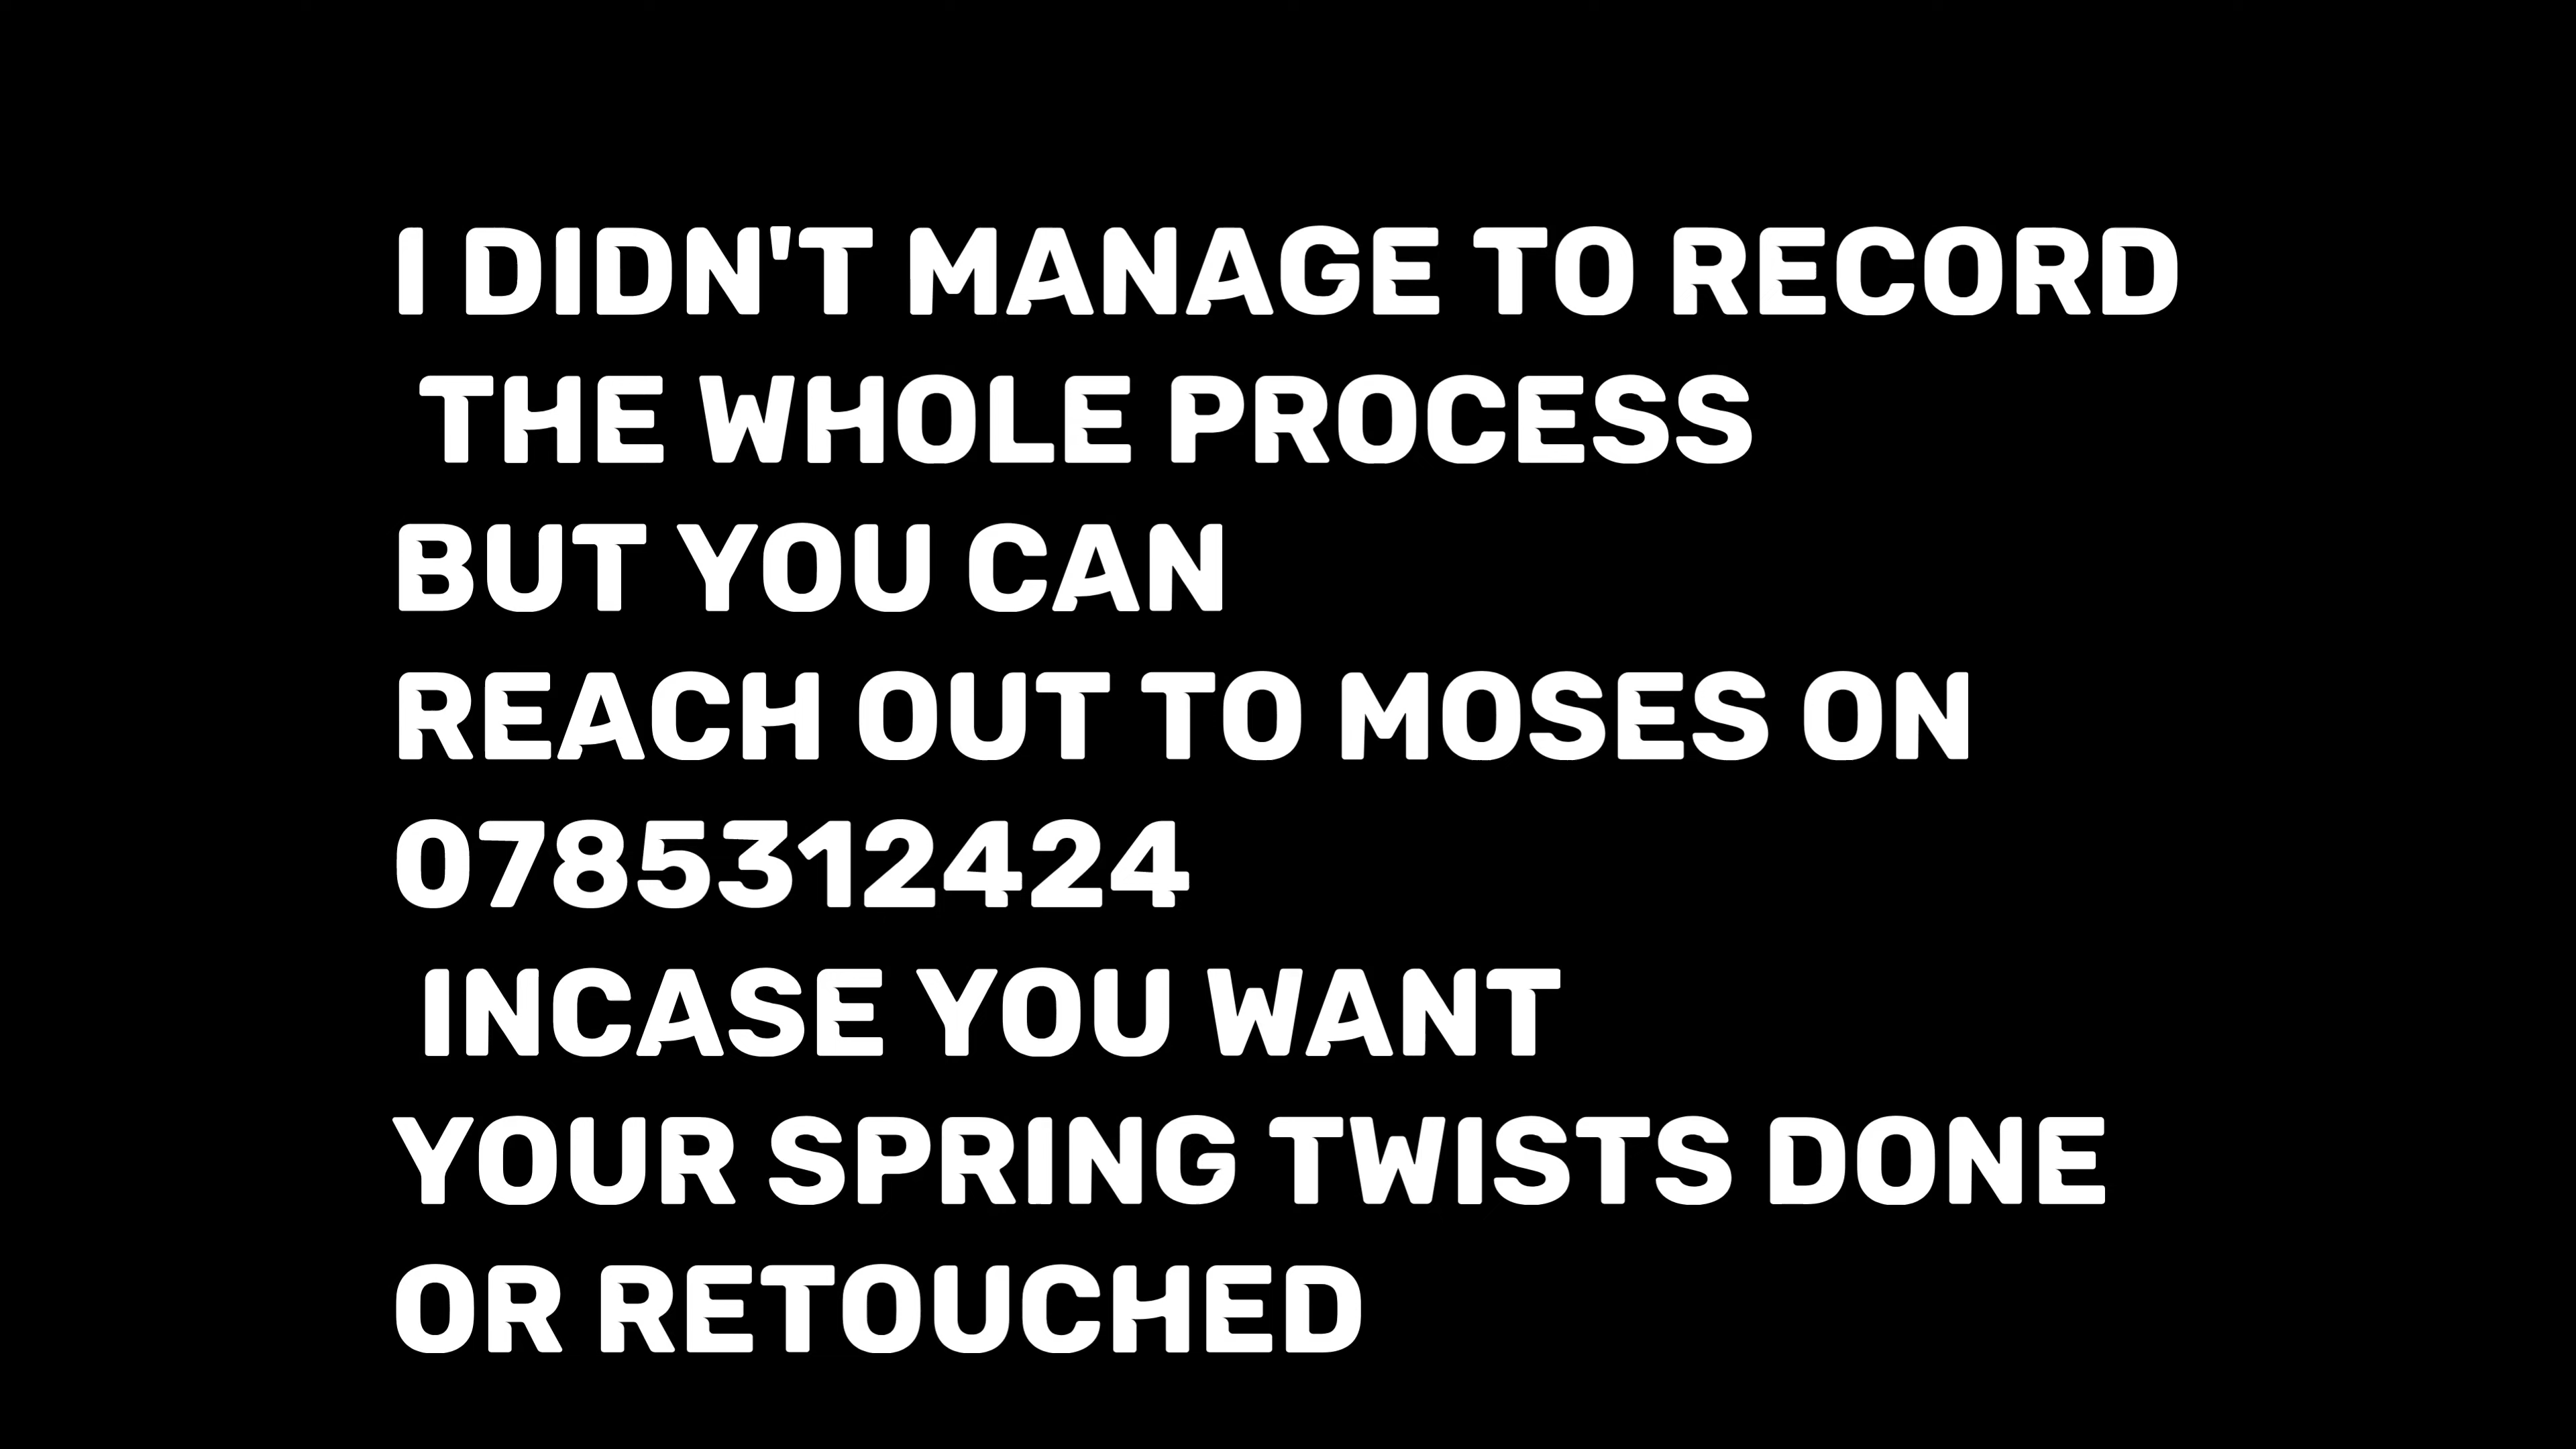 I DIDN'T MANAGE TO RECORD
THE WHOLE PROCESS
BUT YOU CAN
REACH OUT TO MOSES ON
0785312424
INCASE YOU WANT
YOUR SPRING TWISTS DONE
OR RETOUCHED